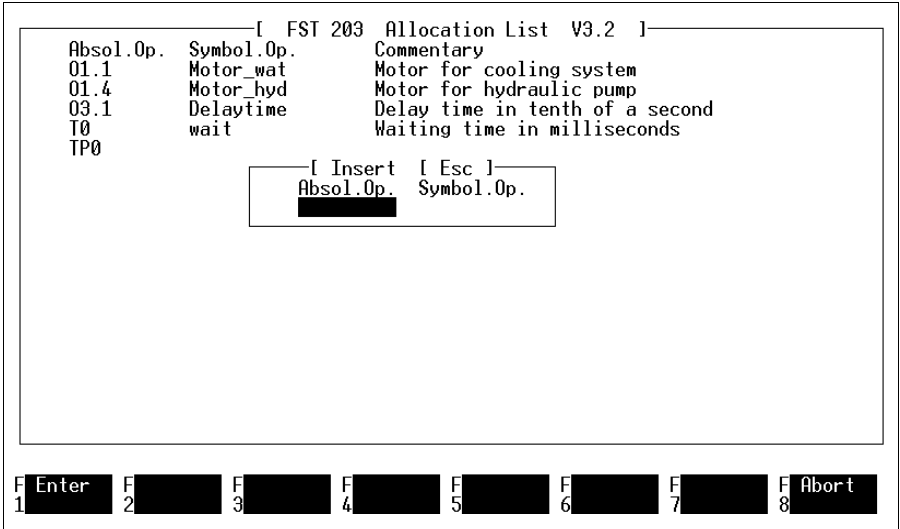 [ FST 203 Allocation List V3.2 ]
Absol.Op. Symbol.Op. Commentary
O1.1 Motor_wat Motor for cooling system
O1.4 Motor_hyd Motor for hydraulic pump
O3.1 Delaytime Delay time in tenth of a second
T0 wait Waiting time in milliseconds
TP0
[ Insert [ Esc ]
Absol.Op. Symbol.Op.
F1 Enter F2 F3 F4 F5 F6 F7 F8 Abort